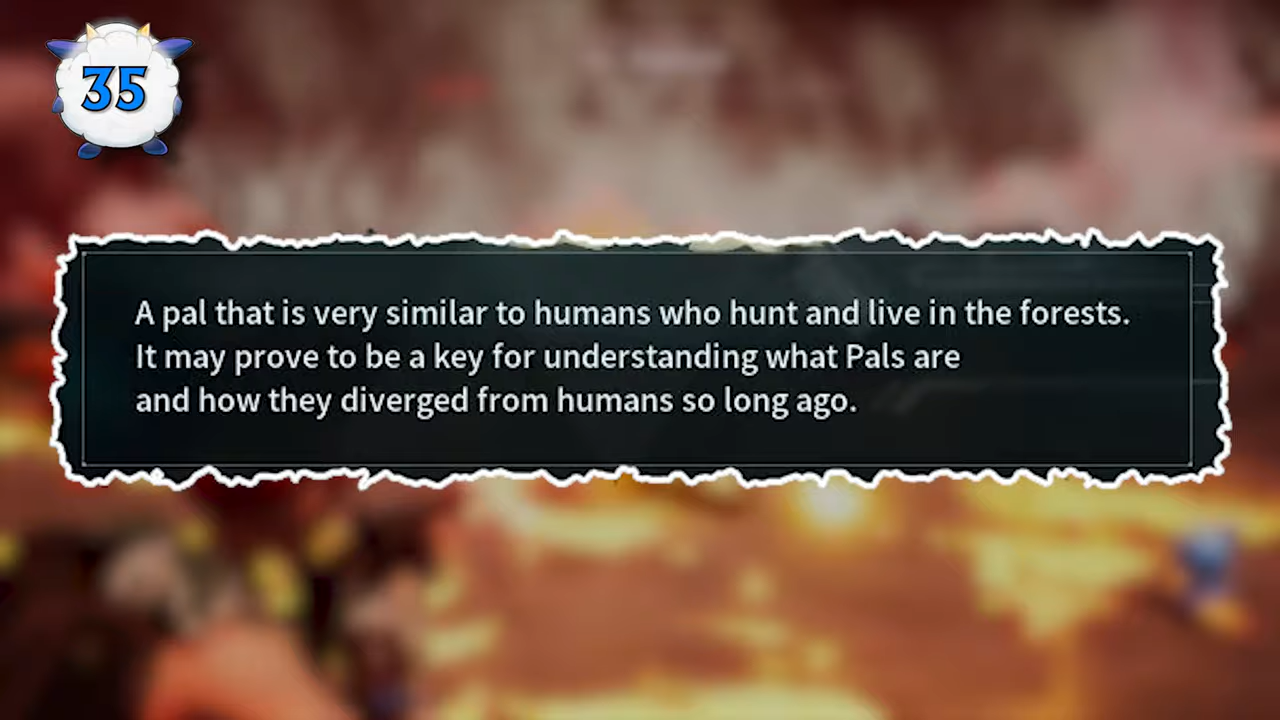 35
A pal that is very similar to humans who hunt and live in the forests.
It may prove to be a key for understanding what Pals are
and how they diverged from humans so long ago.